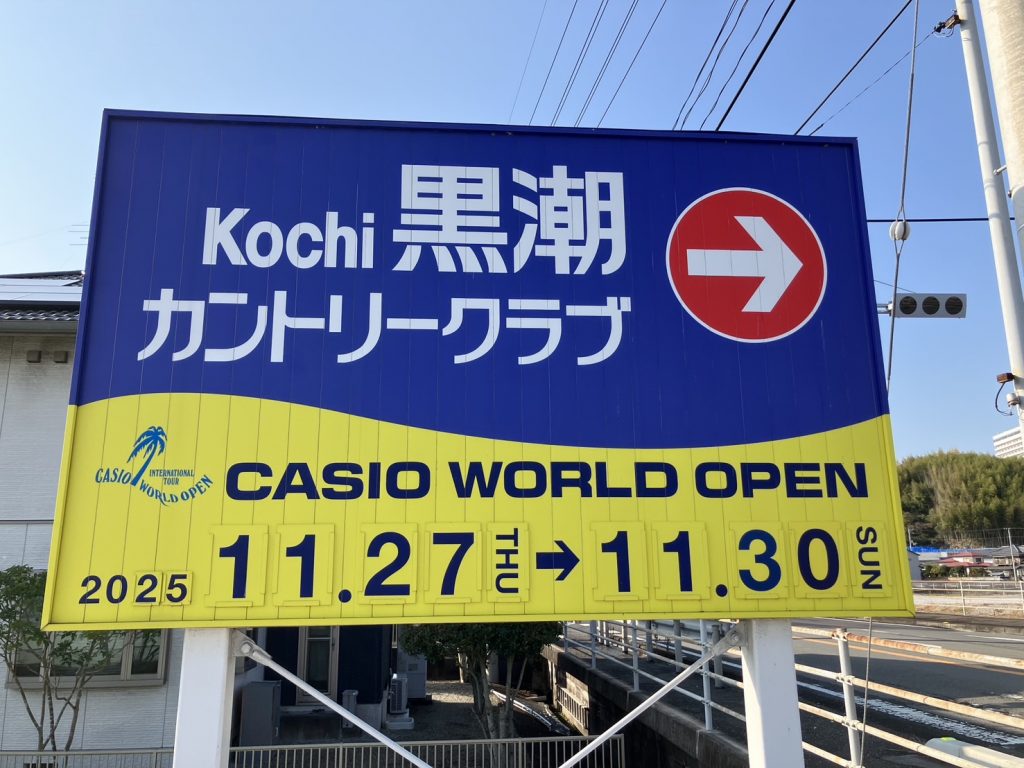 Kochi 黒潮
カントリークラブ
INTERNATIONAL
TOUR
CASIO WORLD OPEN
CASIO WORLD OPEN
2025 11.27 THU → 11.30 SUN